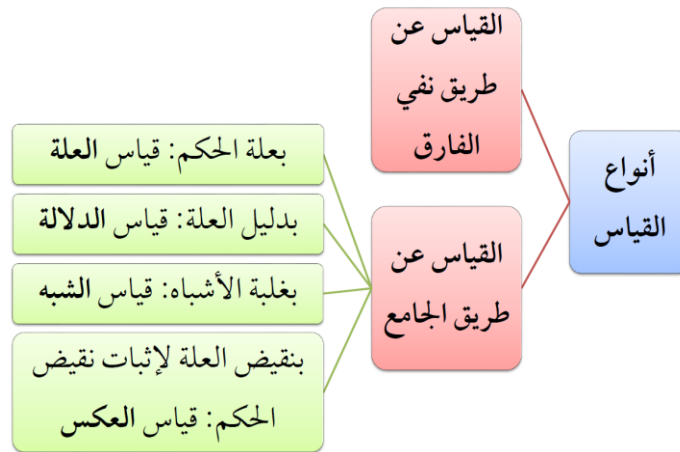 أنواع
القياس
القياس عن
طريق نفي
الفارق
القياس عن
طريق الجامع
بعلة الحكم: قياس العلة
بدليل العلة: قياس الدلالة
بغلبة الأشباه: قياس الشبه
بنقيض العلة لإثبات نقيض
الحكم: قياس العكس